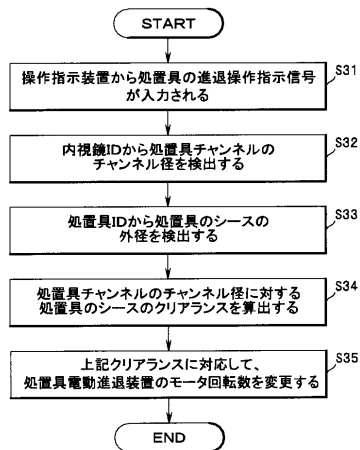 START
操作指示装置から処置具の進退操作指示信号
が入力される
S31
内視鏡IDから処置具チャンネルの
チャンネル径を検出する
S32
処置具IDから処置具のシースの
外径を検出する
S33
処置具チャンネルのチャンネル径に対する
処置具のシースのクリアランスを算出する
S34
上記クリアランスに対応して、
処置具電動進退装置のモータ回転数を変更する
S35
END